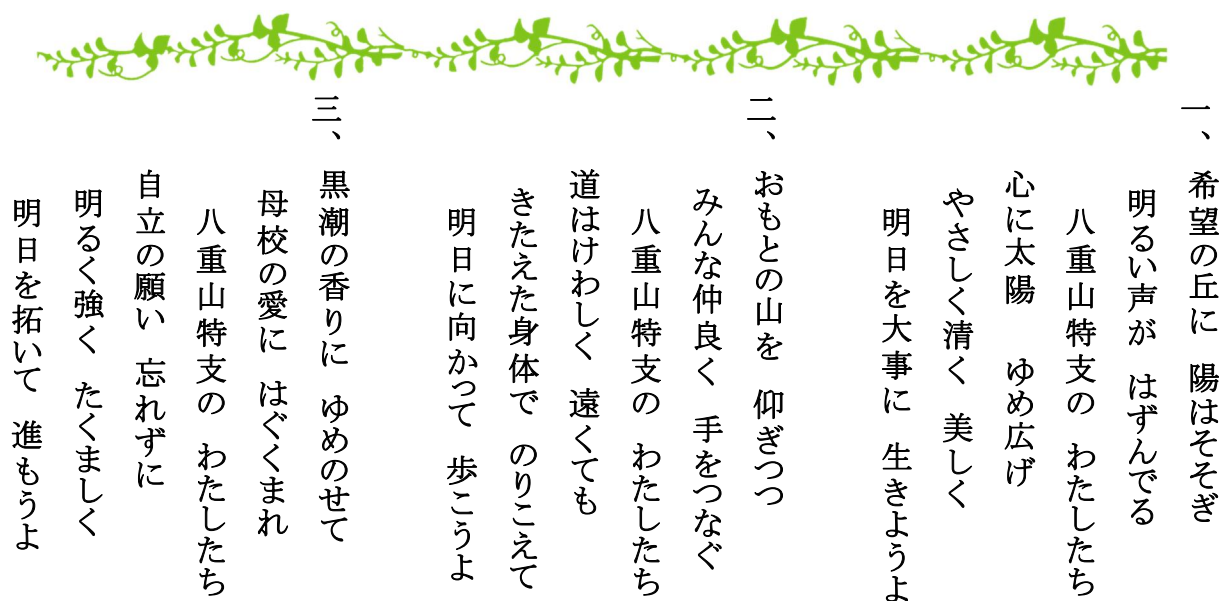 一、希望の丘に　陽はそそぎ
明るい声が　はずんでる
八重山特支の　わたしたち
心に太陽　ゆめ広げ
やさしく清く　美しく
明日を大事に　生きようよ
二、おもとの山を　仰ぎつつ
みんな仲良く　手をつなぐ
八重山特支の　わたしたち
道はけわしく　遠くても
きたえた身体で　のりこえて
明日に向かって　歩こうよ
三、黒潮の香りに　ゆめのせて
母校の愛に　はぐくまれ
八重山特支の　わたしたち
自立の願い　忘れずに
明るく強く　たくましく
明日を拓いて　進もうよ